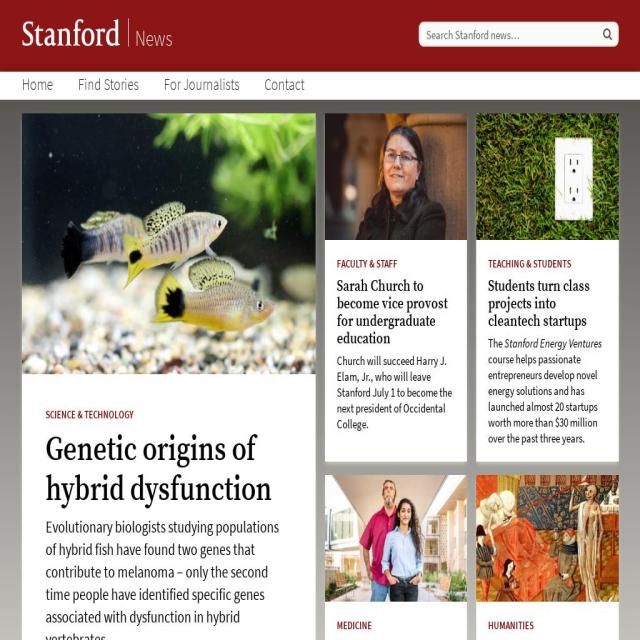 Stanford | News
Search Stanford news...
Home Find Stories For Journalists Contact
SCIENCE & TECHNOLOGY
Genetic origins of
hybrid dysfunction
Evolutionary biologists studying populations
of hybrid fish have found two genes that
contribute to melanoma – only the second
time people have identified specific genes
associated with dysfunction in hybrid
vertebrates.
FACULTY & STAFF
Sarah Church to
become vice provost
for undergraduate
education
Church will succeed Harry J.
Elam, Jr., who will leave
Stanford July 1 to become the
next president of Occidental
College.
TEACHING & STUDENTS
Students turn class
projects into
cleantech startups
The Stanford Energy Ventures
course helps passionate
entrepreneurs develop novel
energy solutions and has
launched almost 20 startups
worth more than $30 million
over the past three years.
MEDICINE
HUMANITIES